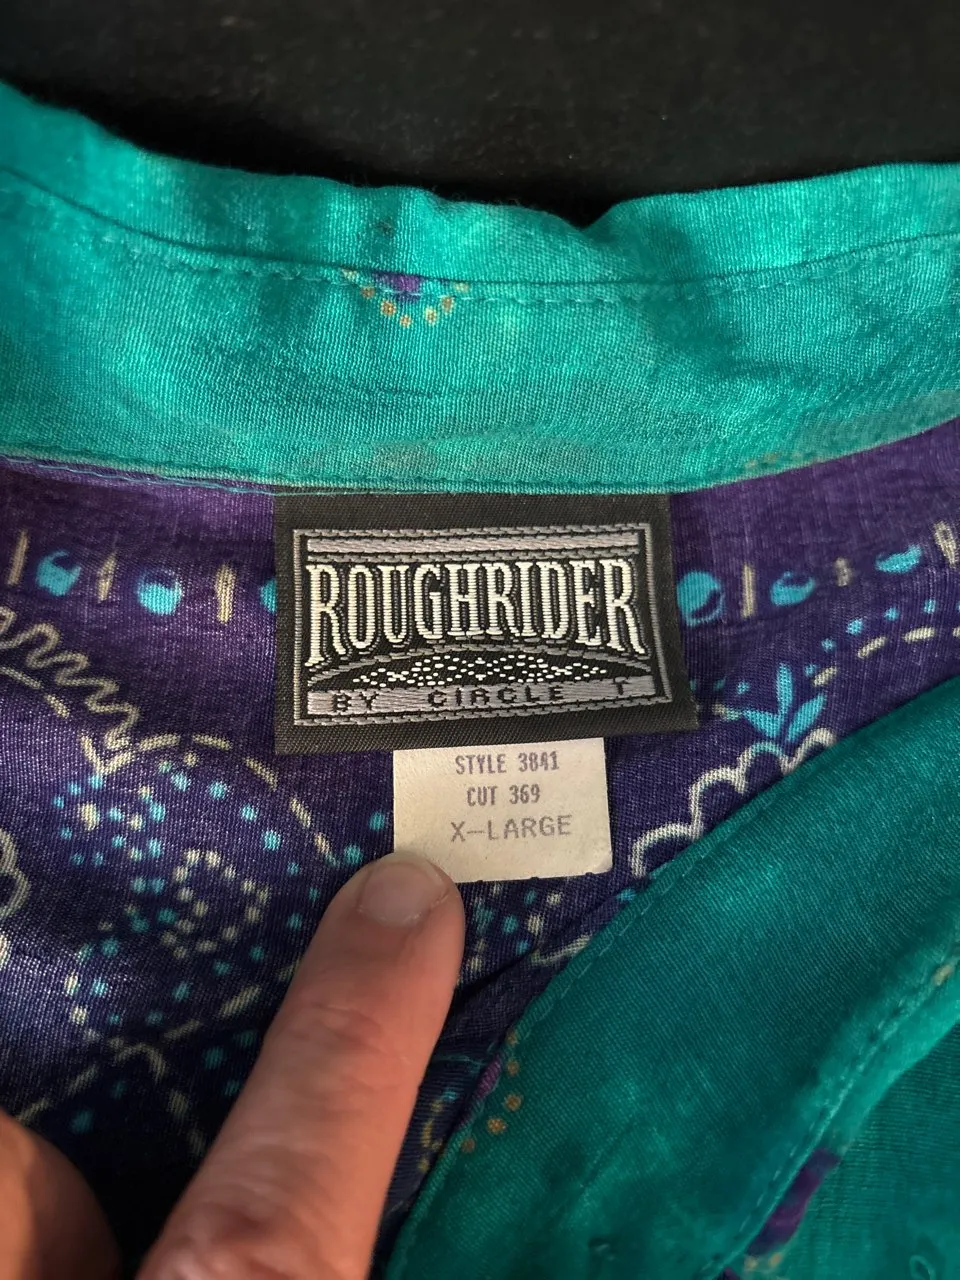 ROUGHRIDER
BY CIRCLE T
STYLE 3841
CUT 369
X-LARGE